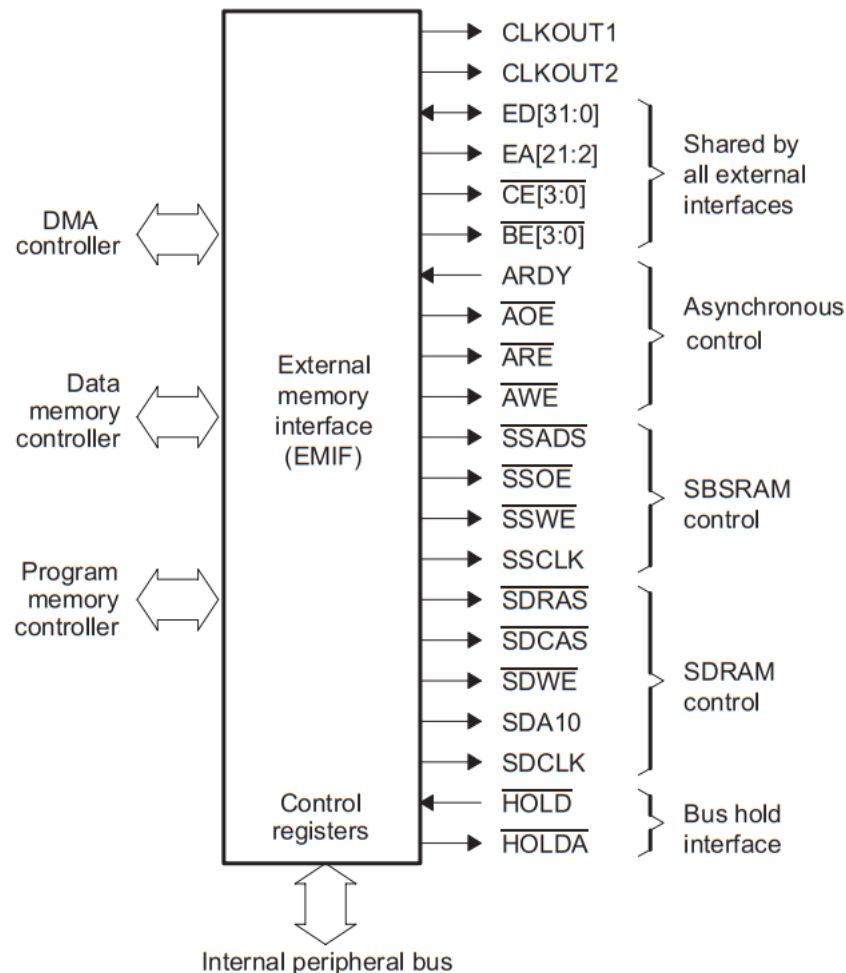 CLKOUT1
CLKOUT2
ED[31:0]
EA[21:2]
CE[3:0]
BE[3:0]
Shared by
all external
interfaces
DMA
controller
ARDY
AOE
ARE
AWE
Asynchronous
control
External
memory
interface
(EMIF)
Data
memory
controller
SSADS
SSOE
SSWE
SSCLK
SBSRAM
control
Program
memory
controller
SDRAS
SDCAS
SDWE
SDA10
SDCLK
SDRAM
control
Control
registers
HOLD
HOLDA
Bus hold
interface
Internal peripheral bus